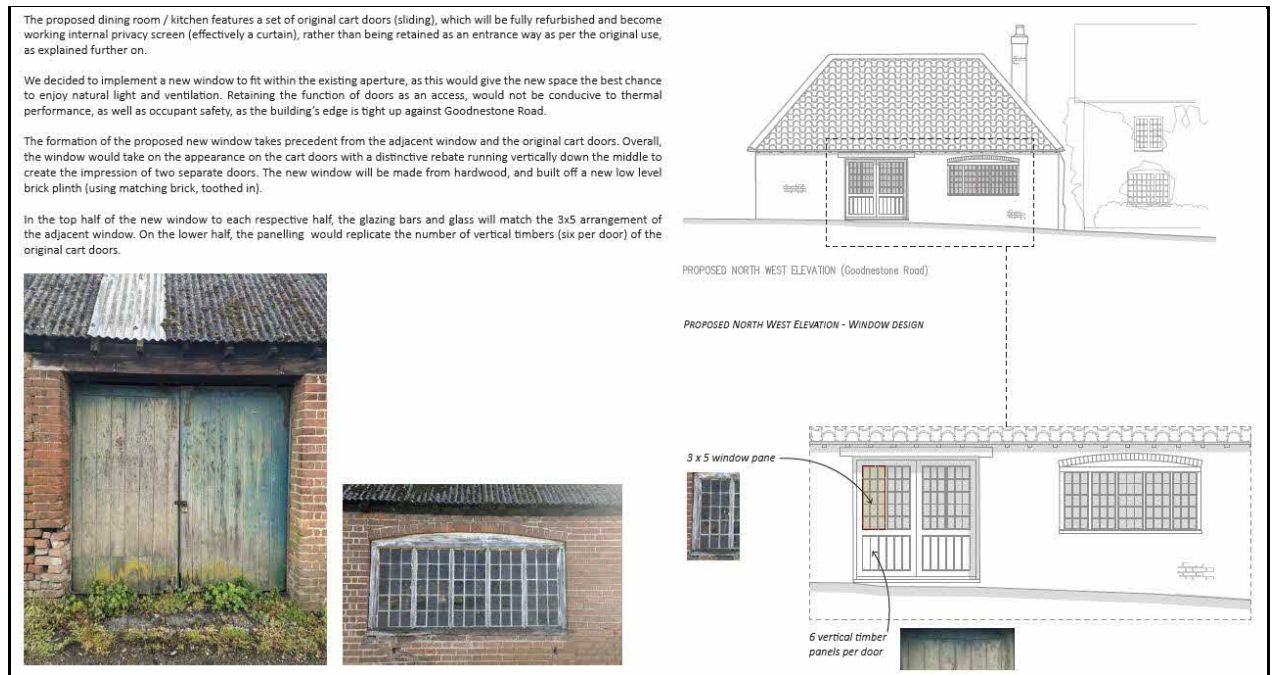 The proposed dining room / kitchen features a set of original cart doors (sliding), which will be fully refurbished and become
working internal privacy screen (effectively a curtain), rather than being retained as an entrance way as per the original use,
as explained further on.
We decided to implement a new window to fit within the existing aperture, as this would give the new space the best chance
to enjoy natural light and ventilation. Retaining the function of doors as an access, would not be conducive to thermal
performance, as well as occupant safety, as the building's edge is tight up against Goodnestone Road.
The formation of the proposed new window takes precedent from the adjacent window and the original cart doors. Overall,
the window would take on the appearance on the cart doors with a distinctive rebate running vertically down the middle to
create the impression of two separate doors. The new window will be made from hardwood, and built off a new low level
brick plinth (using matching brick, toothed in).
In the top half of the new window to each respective half, the glazing bars and glass will match the 3x5 arrangement of
the adjacent window. On the lower half, the panelling would replicate the number of vertical timbers (six per door) of the
original cart doors.
PROPOSED NORTH WEST ELEVATION (Goodnestone Road)
PROPOSED NORTH WEST ELEVATION - WINDOW DESIGN
3 x 5 window pane
6 vertical timber
panels per door